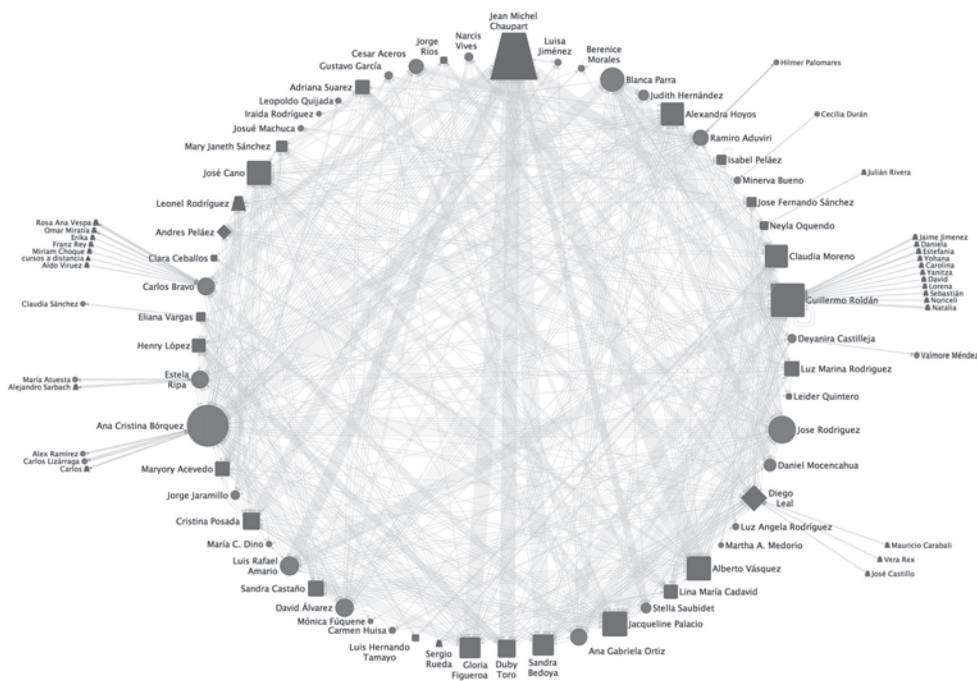 Jean Michel
Chaupart
Luisa
Jiménez
Berenice
Morales
Blanca Parra
Judith Hernández
Alexandra Hoyos
Hilmer Palomares
Ramiro Aduviri
Cecilia Durán
Isabel Peláez
Minerva Bueno
Julián Rivera
Jose Fernando Sánchez
Neyla Oquendo
Claudia Moreno
Jaime Jimenez
Daniela
Estefania
Yohana
Carolina
Yanitza
David
Lorena
Sebastián
Noriceli
Natalia
Guillermo Roldán
Deyanira Castilleja
Valmore Méndez
Luz Marina Rodriguez
Leider Quintero
Jose Rodriguez
Daniel Mocencahua
Diego
Leal
Luz Angela Rodríguez
Mauricio Carabali
Vera Rex
José Castillo
Martha A. Medorio
Alberto Vásquez
Lina María Cadavid
Stella Saubidet
Jacqueline Palacio
Ana Gabriela Ortiz
Sandra
Bedoya
Duby
Toro
Gloria
Figueroa
Sergio
Rueda
Luis Hernando
Tamayo
Carmen Huisa
Mónica Fúquene
David Álvarez
Sandra Castaño
Luis Rafael
Amario
María C. Dino
Cristina Posada
Jorge Jaramillo
Maryory Acevedo
Alex Ramírez
Carlos Lizárraga
Carlos
Ana Cristina Bórquez
María Atuesta
Alejandro Sarbach
Estela
Ripa
Henry López
Eliana Vargas
Claudia Sánchez
Carlos Bravo
Rosa Ana Vespa
Omar Miratía
Erika
Franz Rey
Miriam Choque
cursos a distancia
Aldo Viruez
Clara Ceballos
Andres Peláez
Leonel Rodríguez
José Cano
Mary Janeth Sánchez
Josué Machuca
Iraida Rodríguez
Leopoldo Quijada
Adriana Suarez
Gustavo García
Cesar Aceros
Jorge
Ríos
Narcis
Vives